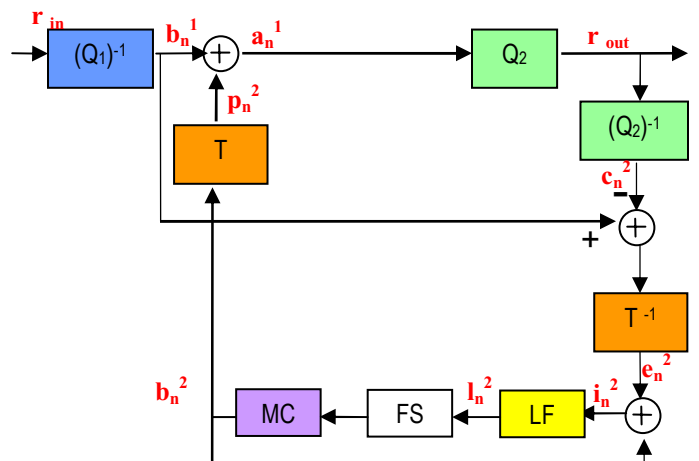 r in
(Q1)-1
bn1
an1
Q2
r out
+
pn2
T
(Q2)-1
cn2
-
+
+
T -1
en2
bn2
MC
FS
ln2
LF
in2
+